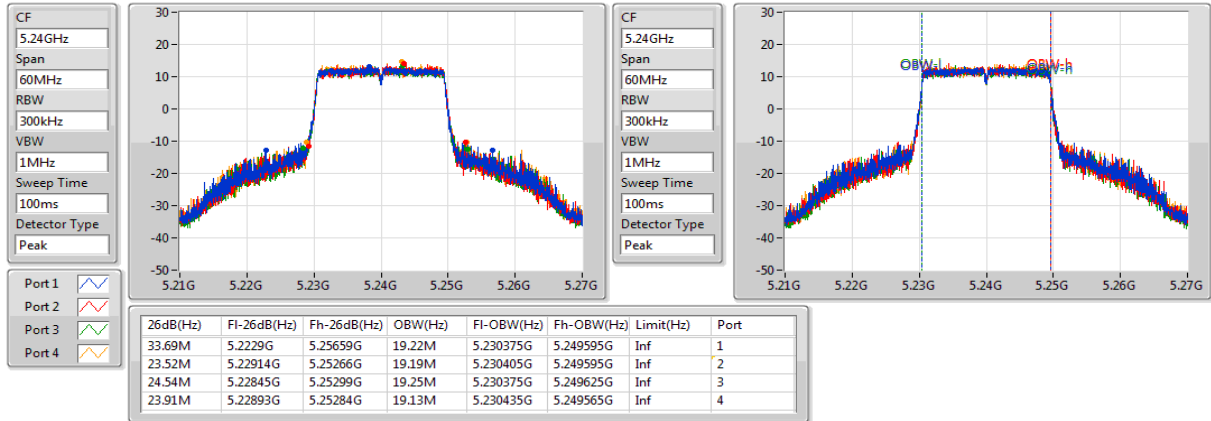 CF
5.24GHz
Span
60MHz
RBW
300kHz
VBW
1MHz
Sweep Time
100ms
Detector Type
Peak
Port 1
Port 2
Port 3
Port 4
30
20
10
0
-10
-20
-30
-40
-50
5.21G 5.22G 5.23G 5.24G 5.25G 5.26G 5.27G
CF
5.24GHz
Span
60MHz
RBW
300kHz
VBW
1MHz
Sweep Time
100ms
Detector Type
Peak
30
20
10
0
-10
-20
-30
-40
-50
OBW-l OBW-h
5.21G 5.22G 5.23G 5.24G 5.25G 5.26G 5.27G
26dB(Hz) Fl-26dB(Hz) Fh-26dB(Hz) OBW(Hz) Fl-OBW(Hz) Fh-OBW(Hz) Limit(Hz) Port
33.69M 5.2229G 5.25659G 19.22M 5.230375G 5.249595G Inf 1
23.52M 5.22914G 5.25266G 19.19M 5.230405G 5.249595G Inf 2
24.54M 5.22845G 5.25299G 19.25M 5.230375G 5.249625G Inf 3
23.91M 5.22893G 5.25284G 19.13M 5.230435G 5.249565G Inf 4